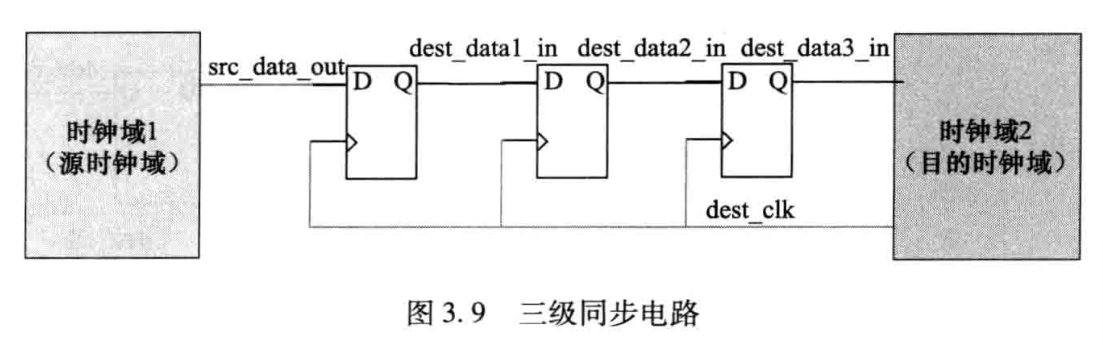 src_data_out
dest_data1_in
dest_data2_in
dest_data3_in
D Q
D Q
D Q
时钟域1
(源时钟域)
时钟域2
(目的时钟域)
dest_clk
图 3.9 三级同步电路